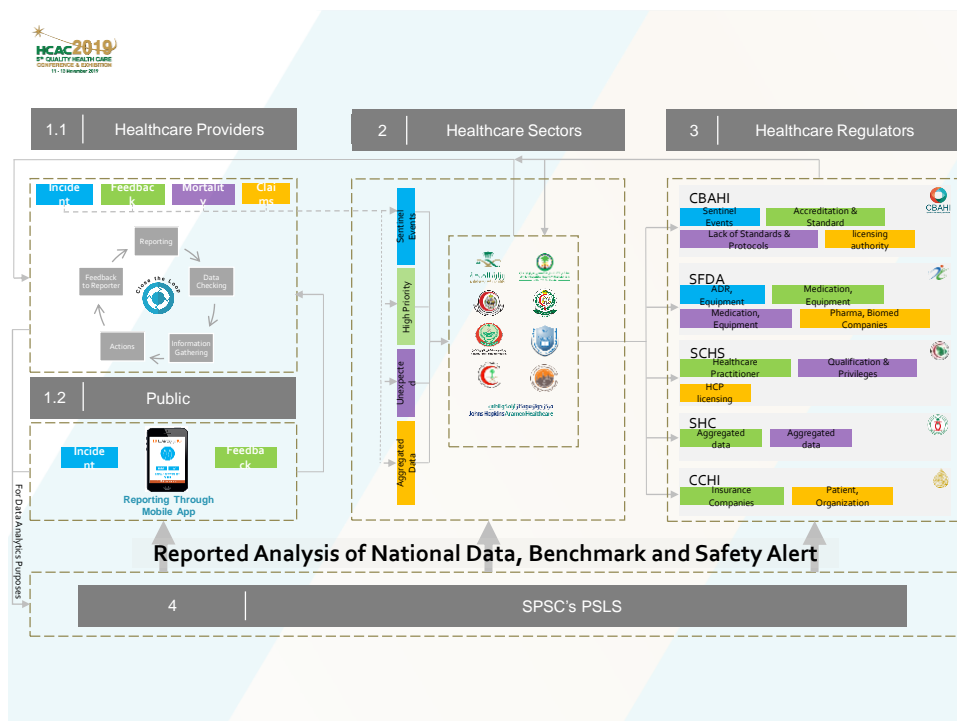 HCAC2019
5TH QUALITY HEALTH CARE
CONFERENCE & EXHIBITION
11 - 13 November 2019
1.1 Healthcare Providers
2 Healthcare Sectors
3 Healthcare Regulators
Incide
nt
Feedbac
k
Mortalit
y
Clai
ms
Reporting
Data
Checking
Information
Gathering
Actions
Feedback
to Reporter
Close the Loop
1.2 Public
Incide
nt
Feedba
ck
Reporting Through
Mobile App
For Data Analytics Purposes
Sentinel
Events
High Priority
Unexpecte
d
Aggregated
Data
وزارة الصحة
Johns Hopkins Aramco Healthcare
CBAHI
CBAHI
Sentinel
Events
Accreditation &
Standard
Lack of Standards &
Protocols
licensing
authority
SFDA
ADR,
Equipment
Medication,
Equipment
Medication,
Equipment
Pharma, Biomed
Companies
SCHS
Healthcare
Practitioner
Qualification &
Privileges
HCP
licensing
SHC
Aggregated
data
Aggregated
data
CCHI
Insurance
Companies
Patient,
Organization
Reported Analysis of National Data, Benchmark and Safety Alert
4 SPSC's PSLS